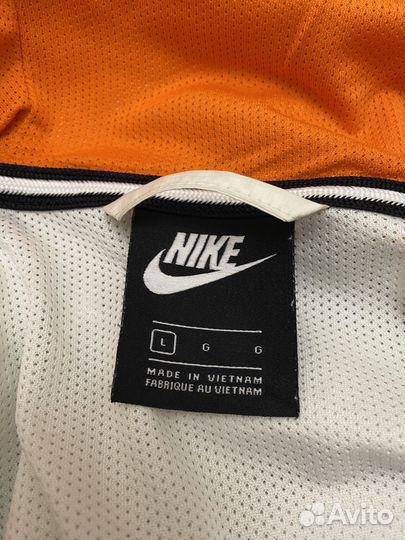 NIKE
L G G
MADE IN VIETNAM
FABRIQUE AU VIETNAM
Avito